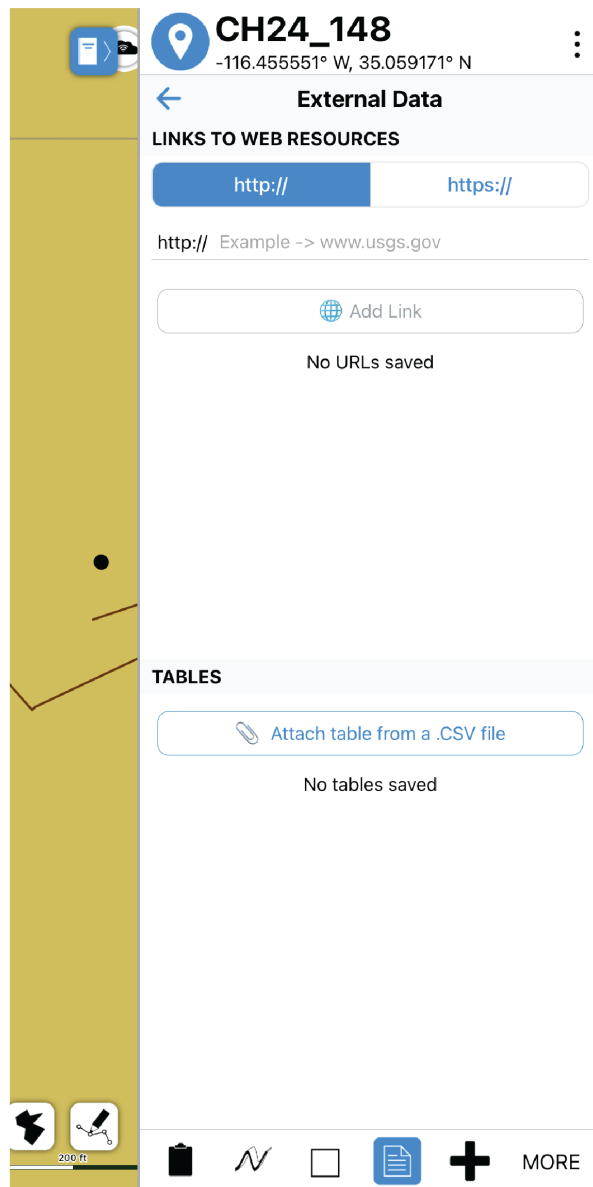 CH24_148
-116.455551° W, 35.059171° N
External Data
LINKS TO WEB RESOURCES
http:// https://
http:// Example -> www.usgs.gov
Add Link
No URLs saved
TABLES
Attach table from a .CSV file
No tables saved
200 ft
MORE